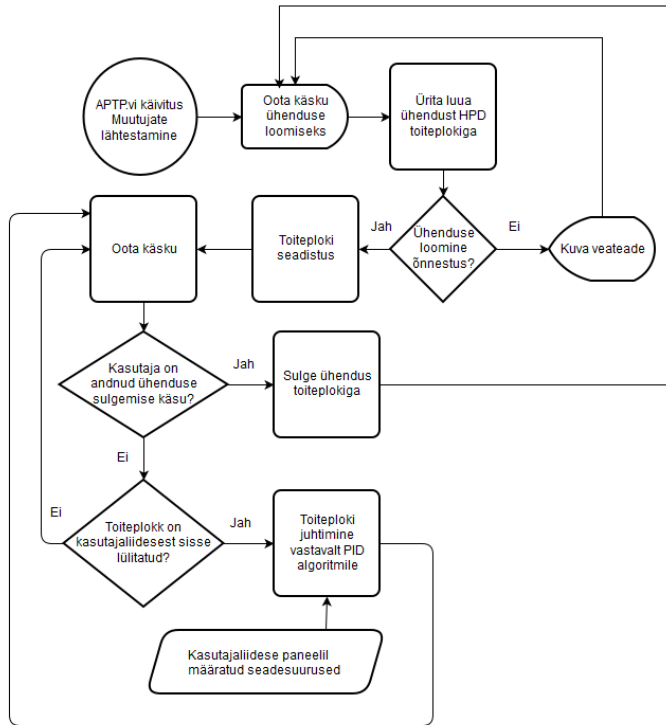 APTP.vi käivitus
Muutujate
lähtestamine
Oota käsku
ühenduse
loomiseks
Ürita luua
ühendust HPD
toiteplokiga
Ühenduse
loomine
õnnestus?
Jah
Ei
Kuva veateade
Toiteploki
seadistus
Oota käsku
Kasutaja on
andnud ühenduse
sulgemise käsu?
Jah
Sulge ühendus
toiteplokiga
Ei
Toiteplokk on
kasutajaliidesest sisse
lülitatud?
Ei
Jah
Toiteploki
juhtimine
vastavalt PID
algoritmile
Kasutajaliidese paneelil
määratud seadesuurused